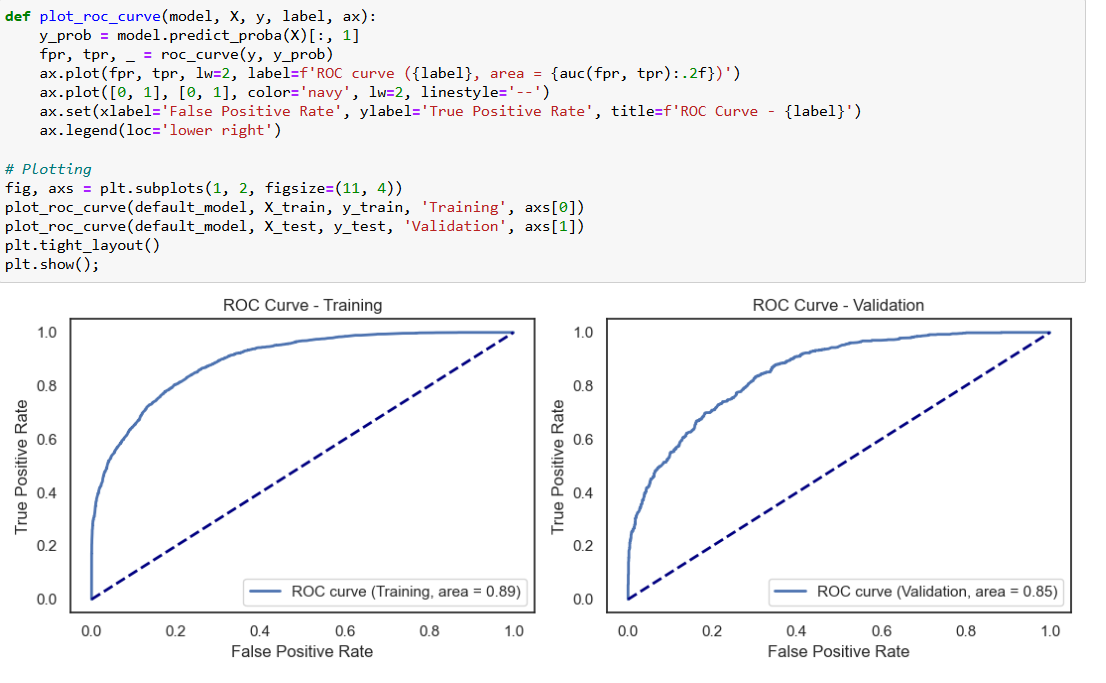 def plot_roc_curve(model, X, y, label, ax):
    y_prob = model.predict_proba(X)[:, 1]
    fpr, tpr, _ = roc_curve(y, y_prob)
    ax.plot(fpr, tpr, lw=2, label=f'ROC curve ({label}, area = {auc(fpr, tpr):.2f})')
    ax.plot([0, 1], [0, 1], color='navy', lw=2, linestyle='--')
    ax.set(xlabel='False Positive Rate', ylabel='True Positive Rate', title=f'ROC Curve - {label}')
    ax.legend(loc='lower right')

# Plotting
fig, axs = plt.subplots(1, 2, figsize=(11, 4))
plot_roc_curve(default_model, X_train, y_train, 'Training', axs[0])
plot_roc_curve(default_model, X_test, y_test, 'Validation', axs[1])
plt.tight_layout()
plt.show();
ROC Curve - Training
True Positive Rate
1.0
0.8
0.6
0.4
0.2
0.0
ROC curve (Training, area = 0.89)
0.0 0.2 0.4 0.6 0.8 1.0
False Positive Rate
ROC Curve - Validation
True Positive Rate
1.0
0.8
0.6
0.4
0.2
0.0
ROC curve (Validation, area = 0.85)
0.0 0.2 0.4 0.6 0.8 1.0
False Positive Rate